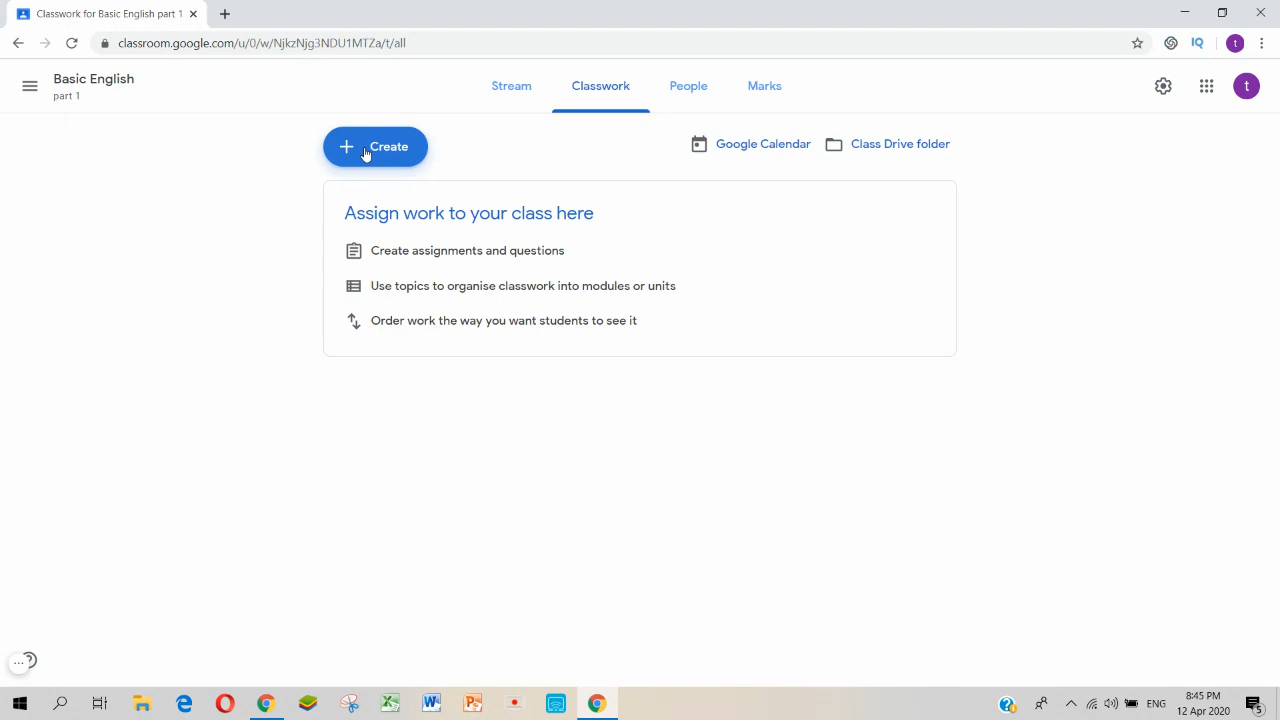 Classwork for Basic English part 1
classroom.google.com/u/0/w/NjkzNjg3NDU1MTZa/t/all
IQ
t
Basic English
part 1
Stream
Classwork
People
Marks
t
Create
Google Calendar
Class Drive folder
Assign work to your class here
Create assignments and questions
Use topics to organise classwork into modules or units
Order work the way you want students to see it
ENG
8:45 PM
12 Apr 2020
5